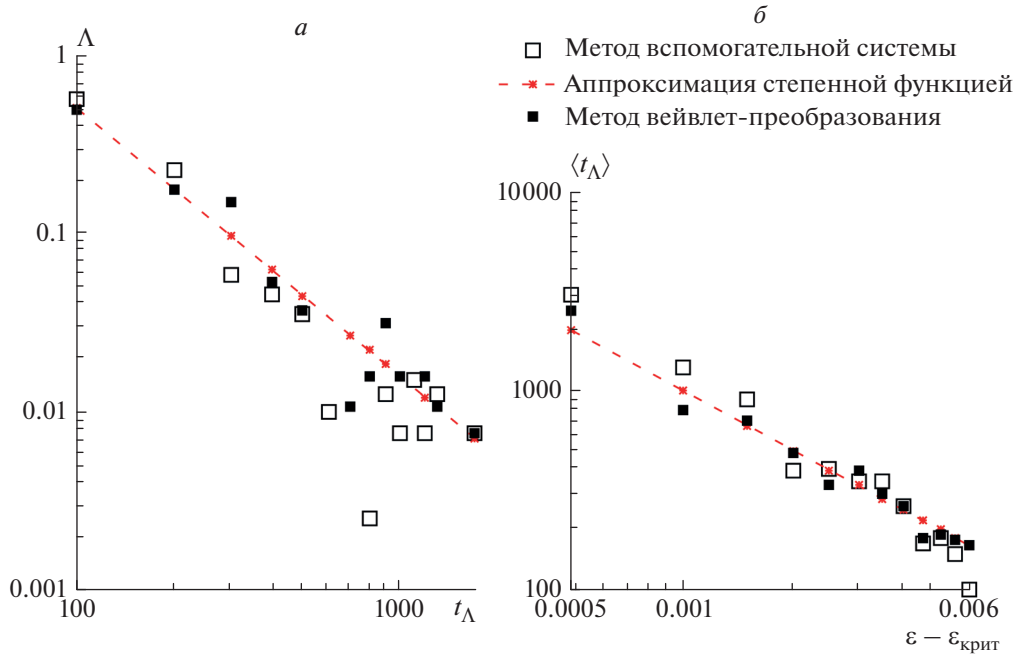 а
Λ
1
0.1
0.01
0.001
100
1000
t_Λ
б
Метод вспомогательной системы
Аппроксимация степенной функцией
Метод вейвлет-преобразования
⟨t_Λ⟩
10000
1000
100
0.0005
0.001
0.006
ε − ε_крит